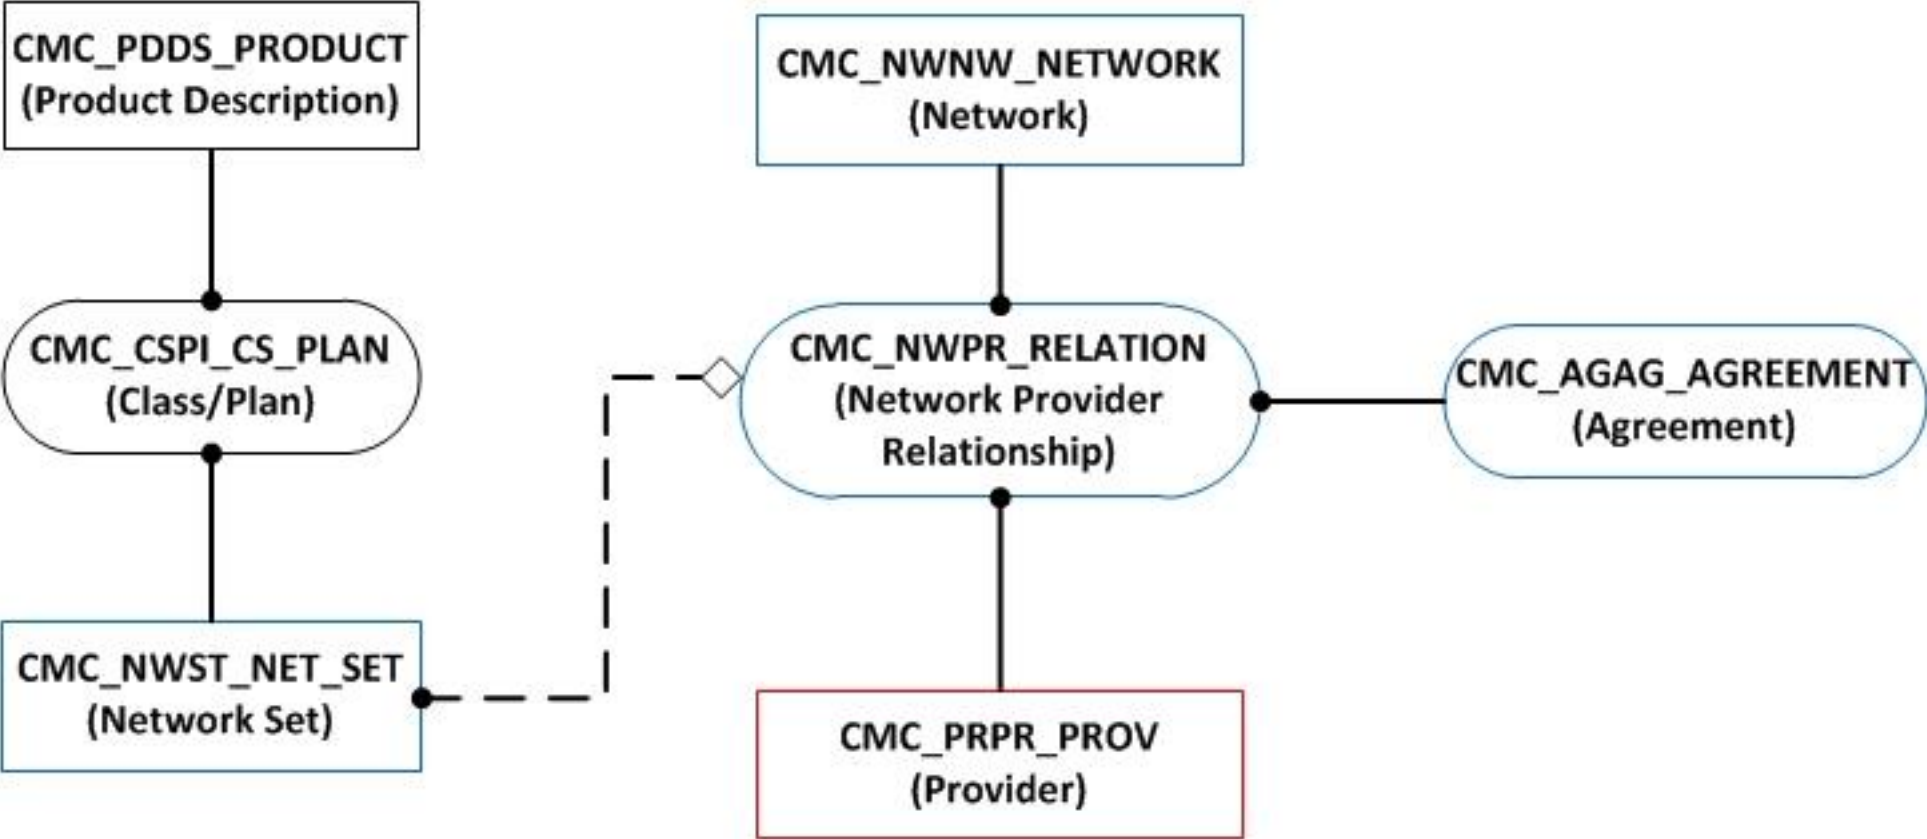 CMC_PDDS_PRODUCT
(Product Description)
CMC_NWNW_NETWORK
(Network)
CMC_CSPI_CS_PLAN
(Class/Plan)
CMC_NWPR_RELATION
(Network Provider
Relationship)
CMC_AGAG_AGREEMENT
(Agreement)
CMC_NWST_NET_SET
(Network Set)
CMC_PRPR_PROV
(Provider)